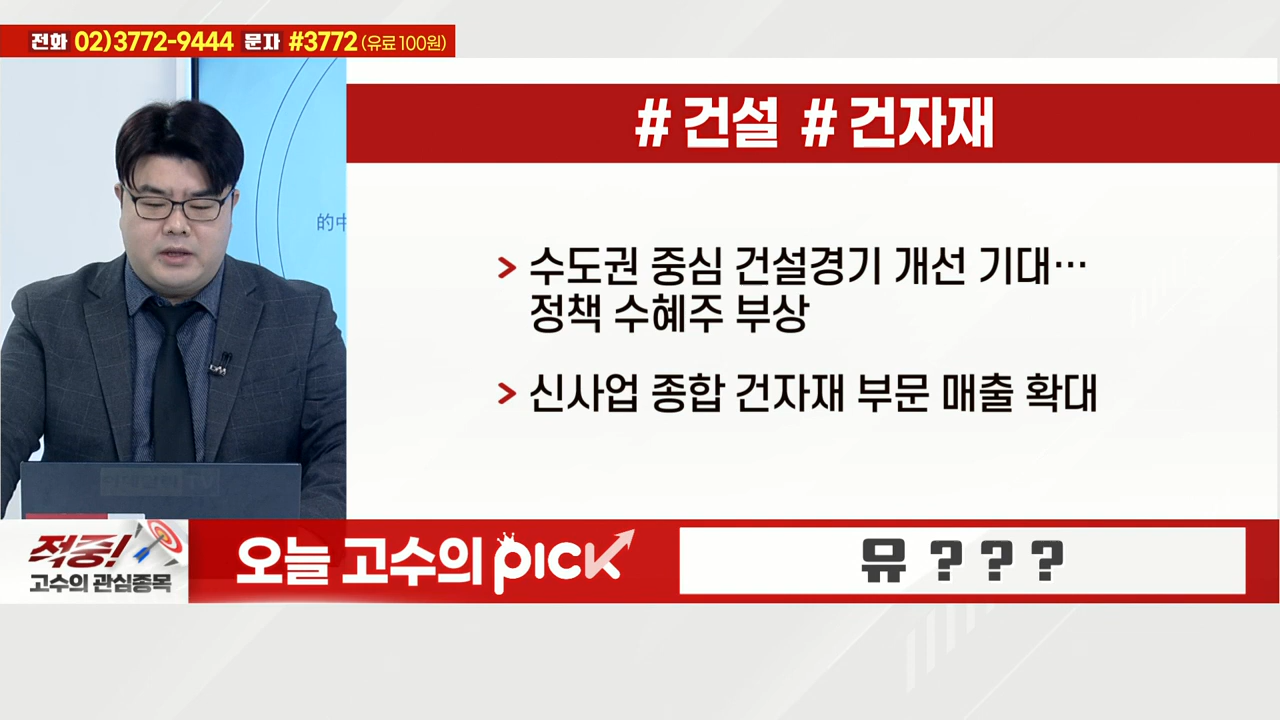 전화 02)3772-9444 문자 #3772 (유료 100원)
# 건설 # 건자재
的中
> 수도권 중심 건설경기 개선 기대…
정책 수혜주 부상
> 신사업 종합 건자재 부문 매출 확대
적중!
고수의 관심종목
오늘 고수의 PICK
유 ? ? ?